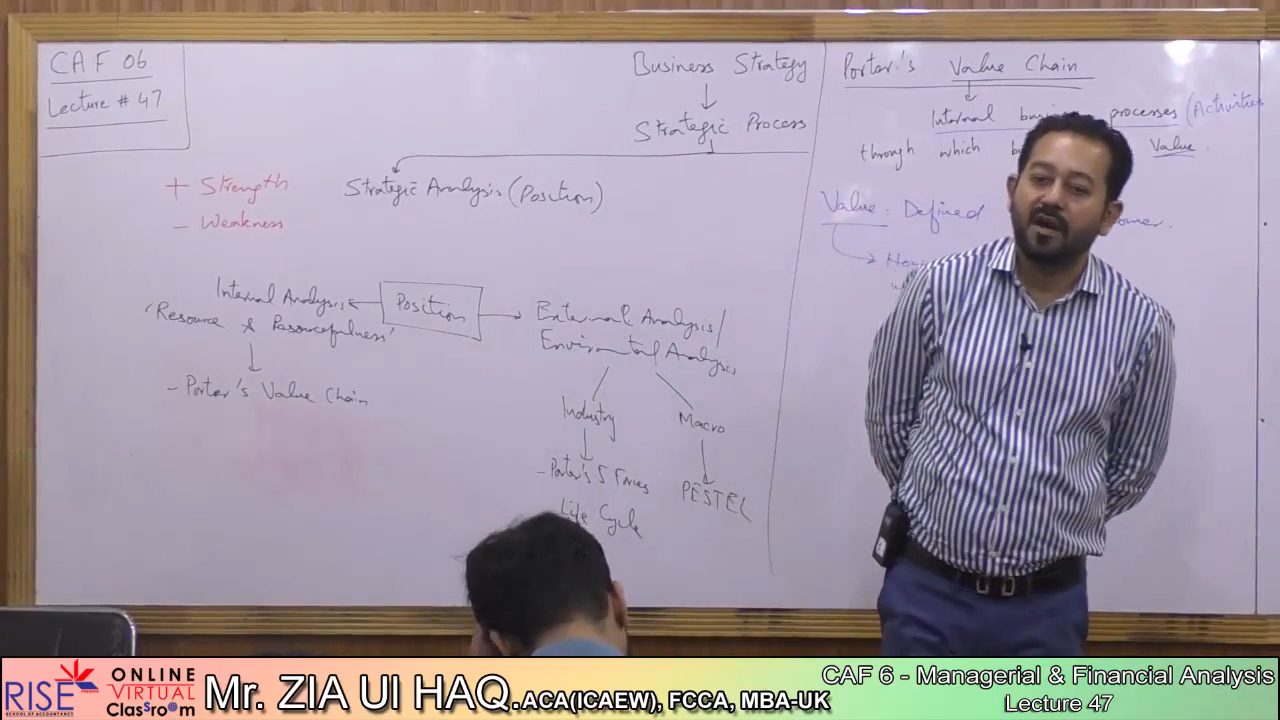 CAF 06
Lecture # 47
Business Strategy
Strategic Process
Strategic Analysis (Position)
+ Strength
- Weakness
Internal Analysis
'Resource & Resourcefulness'
- Porter's Value Chain
Position
External Analysis/
Enviromental Analysis
Industry
Macro
- Porter's 5 Forces
Life Cycle
PESTEL
Porter's Value Chain
Internal processes (Activities
through which Value.
Value: Defined
RISE
SCHOOL OF ACCOUNTANCY
ONLINE
VIRTUAL
ClassroOm
Mr. ZIA UI HAQ. ACA(ICAEW), FCCA, MBA-UK
CAF 6 - Managerial & Financial Analysis
Lecture 47